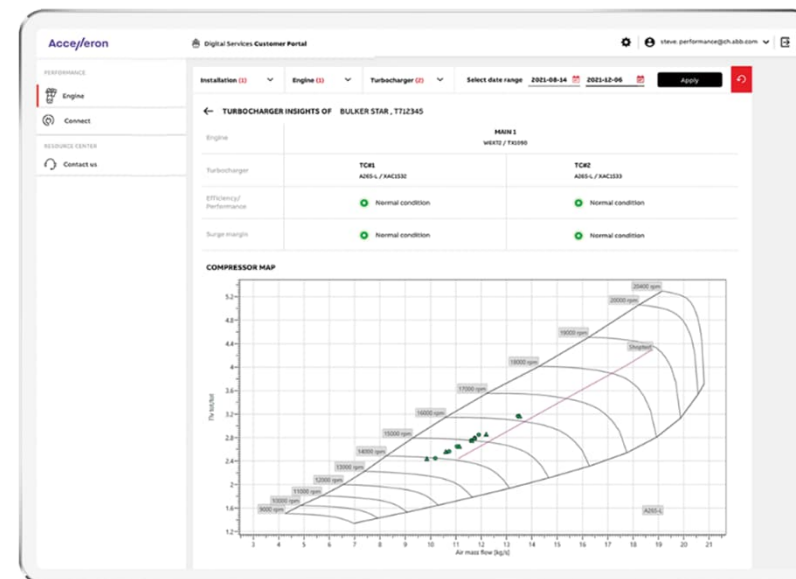 Accelleron
Digital Services Customer Portal
steve.performance@ch.abb.com
PERFORMANCE
Engine
Connect
RESOURCE CENTER
Contact us
Installation (1) Engine (1) Turbocharger (2) Select date range 2021-08-14 2021-12-06 Apply
← TURBOCHARGER INSIGHTS OF BULKER STAR , T712345
Engine
MAIN 1
W6X72 / TX1090
Turbocharger
TC#1
A265-L / XAC1532
TC#2
A265-L / XAC1533
Efficiency/
Performance
Normal condition Normal condition
Surge margin Normal condition Normal condition
COMPRESSOR MAP
20400 rpm
20000 rpm
19000 rpm
Shoptest
18000 rpm
17000 rpm
16000 rpm
15000 rpm
14000 rpm
13000 rpm
12000 rpm
11000 rpm
10000 rpm
9000 rpm
A265-L
5.2
4.8
4.4
4
3.6
3.2
2.8
2.4
2
1.6
1.2
3 4 5 6 7 8 9 10 11 12 13 14 15 16 17 18 19 20 21
Air mass flow [kg/s]